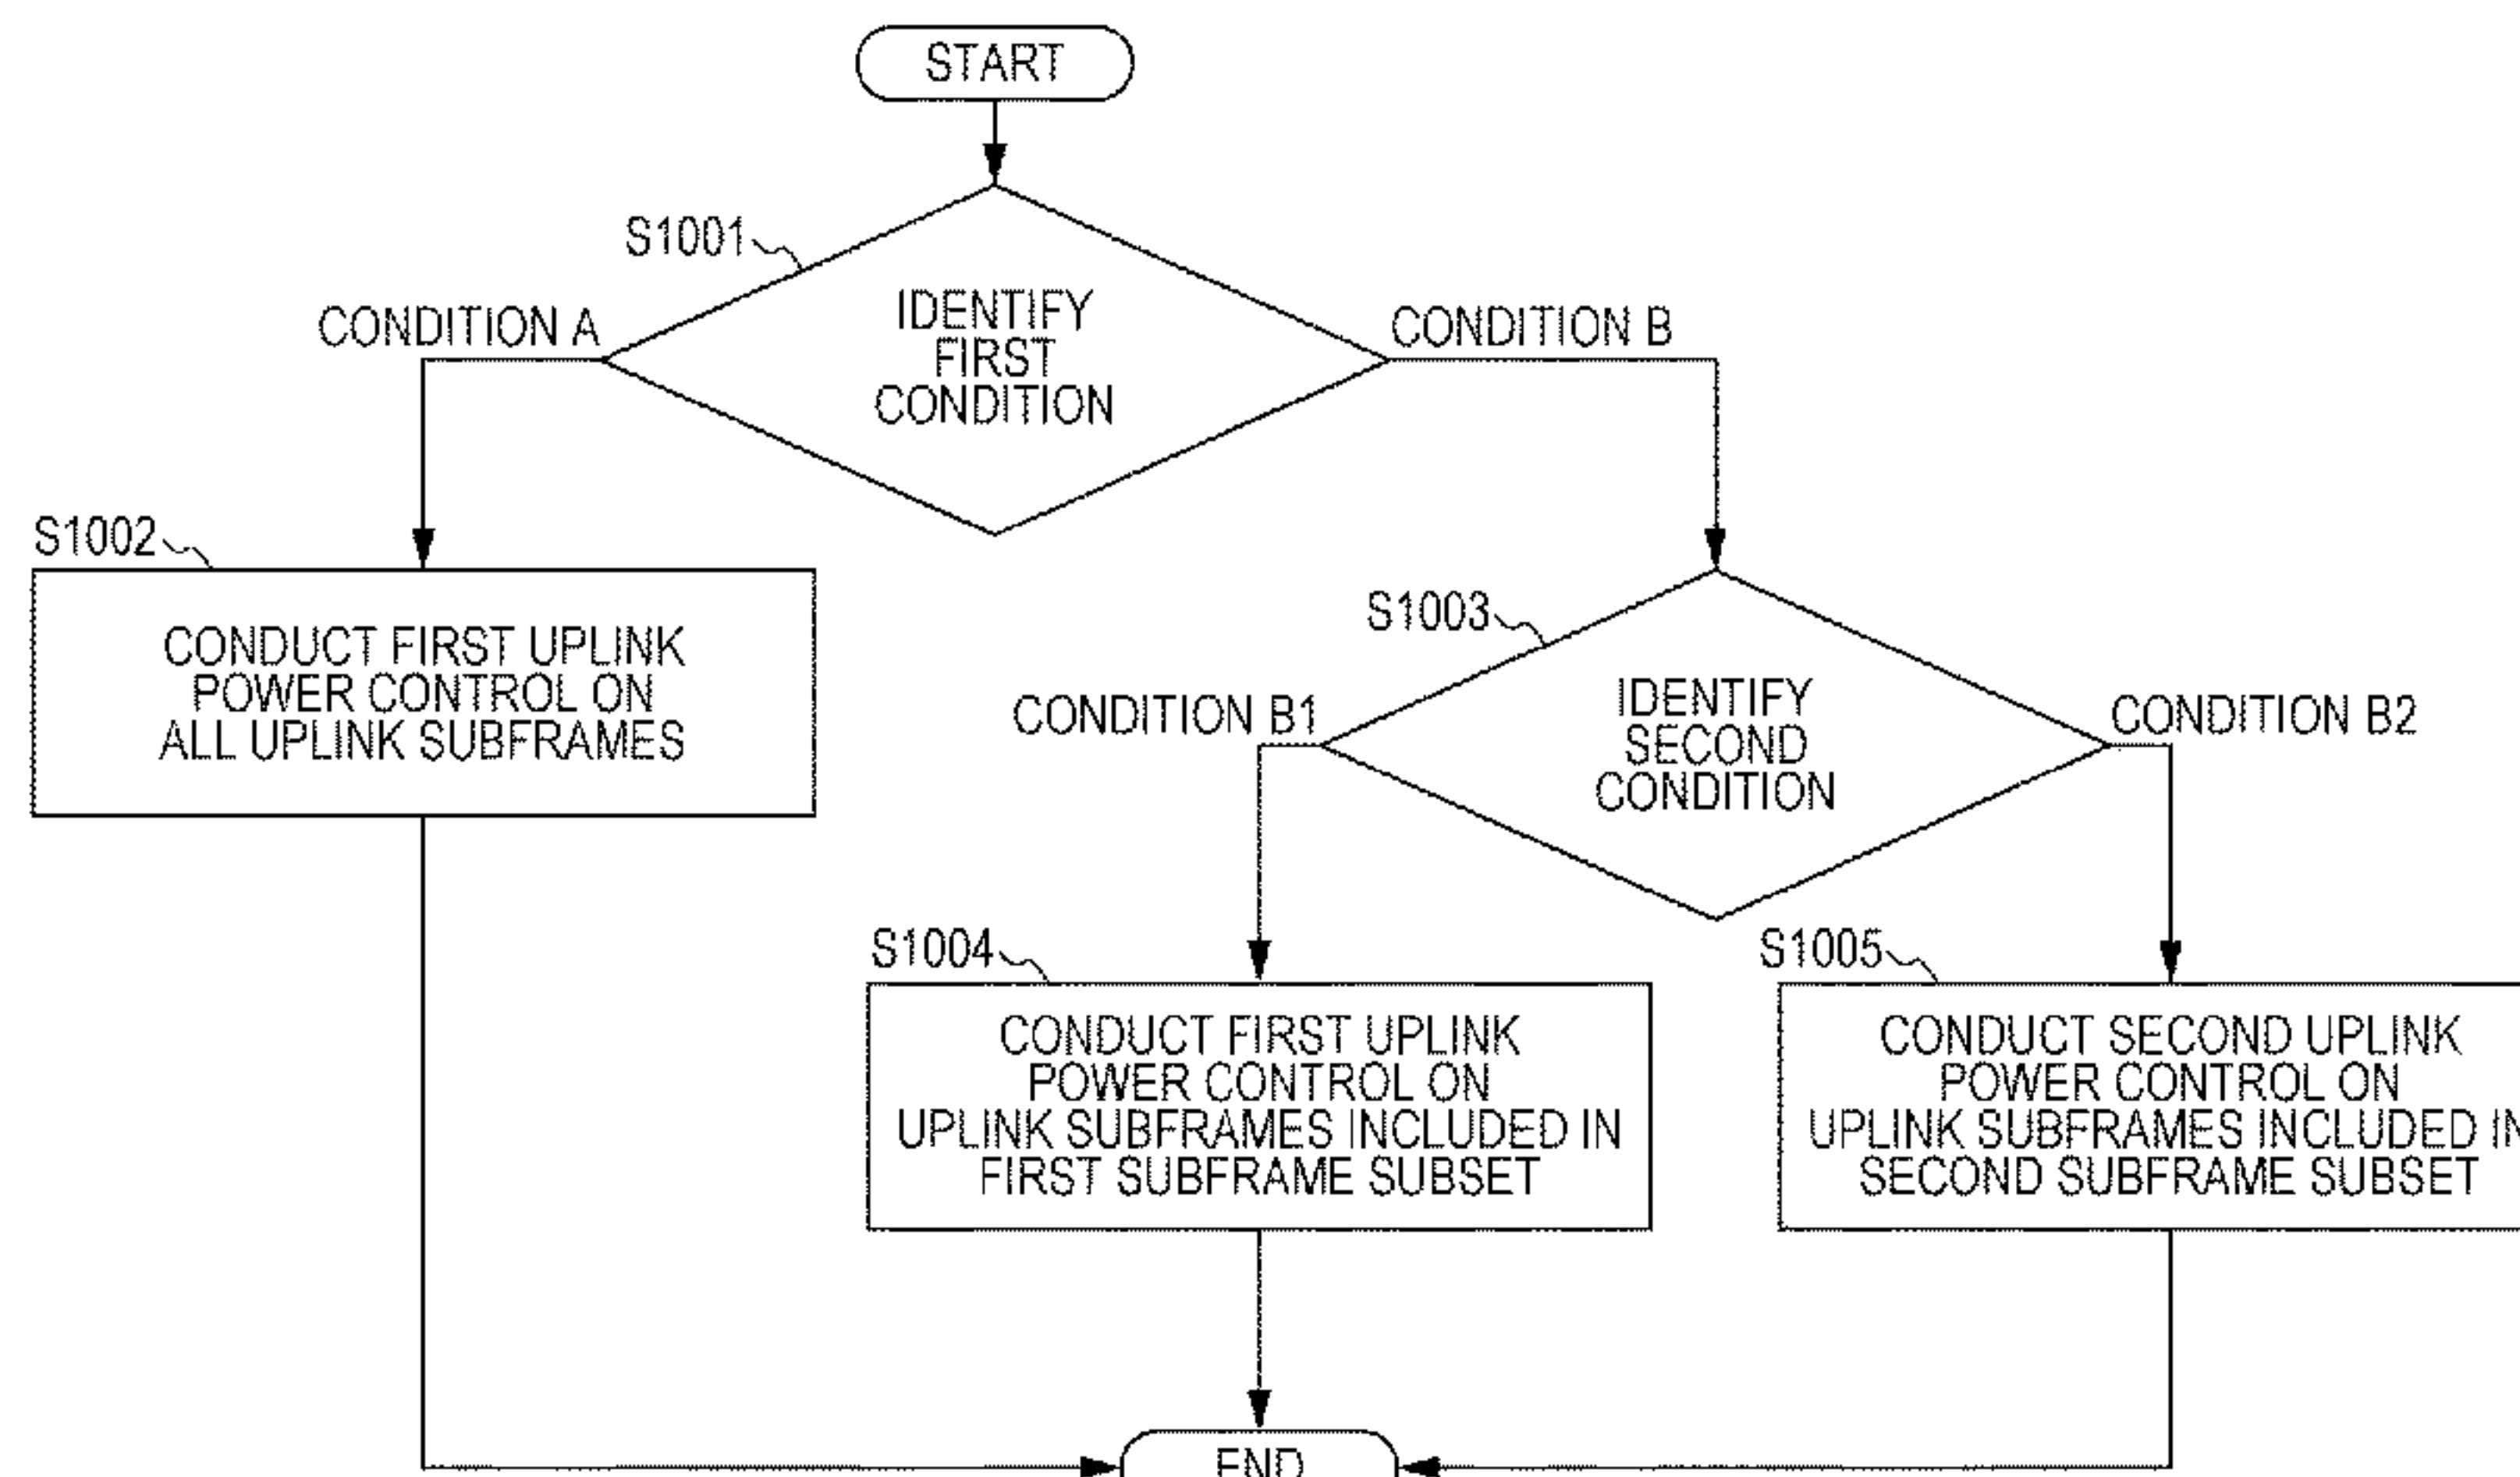 START
S1001
IDENTIFY
FIRST
CONDITION
CONDITION A
CONDITION B
S1002
CONDUCT FIRST UPLINK
POWER CONTROL ON
ALL UPLINK SUBFRAMES
S1003
IDENTIFY
SECOND
CONDITION
CONDITION B1
CONDITION B2
S1004
CONDUCT FIRST UPLINK
POWER CONTROL ON
UPLINK SUBFRAMES INCLUDED IN
FIRST SUBFRAME SUBSET
S1005
CONDUCT SECOND UPLINK
POWER CONTROL ON
UPLINK SUBFRAMES INCLUDED IN
SECOND SUBFRAME SUBSET
END